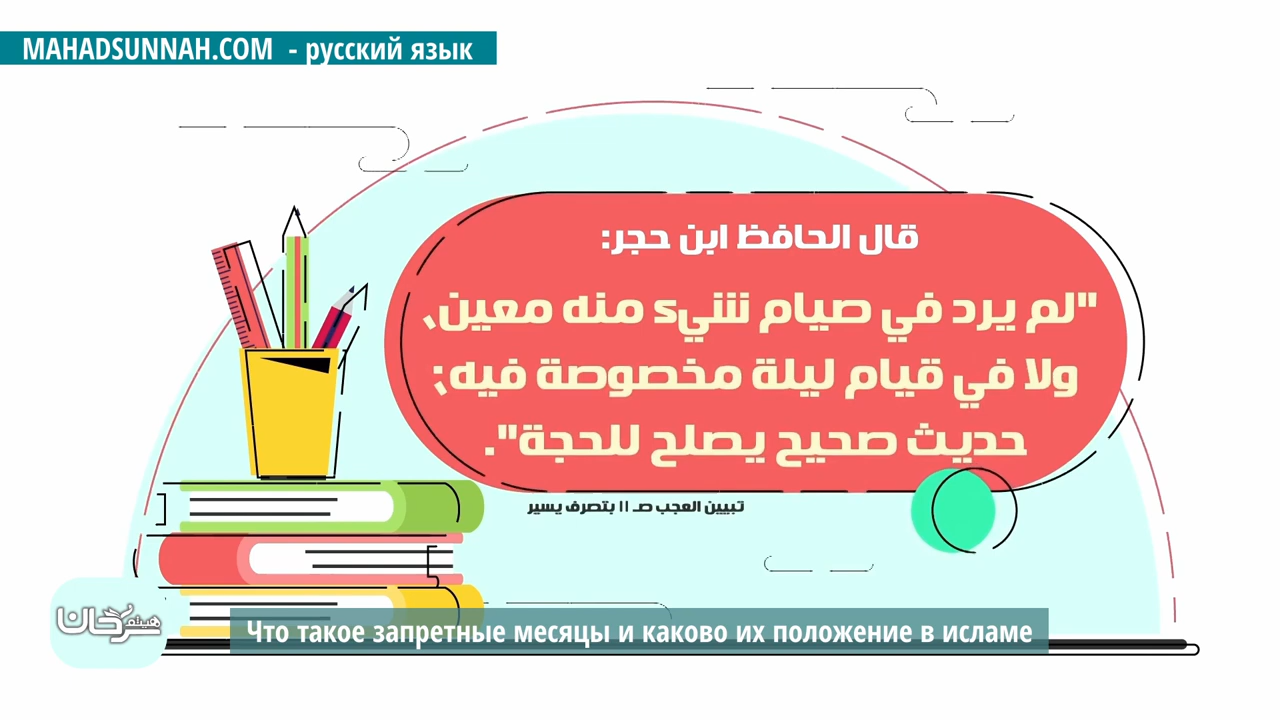 MAHADSUNNAH.COM - русский язык
قال الحافظ ابن حجر:
"لم يرد في صيام شيء منه معين،
ولا في قيام ليلة مخصوصة فيه؛
حديث صحيح يصلح للحجة".
تبيين العجب صـ ١١ بتصرف يسير
هيثم سرحان
Что такое запретные месяцы и каково их положение в исламе